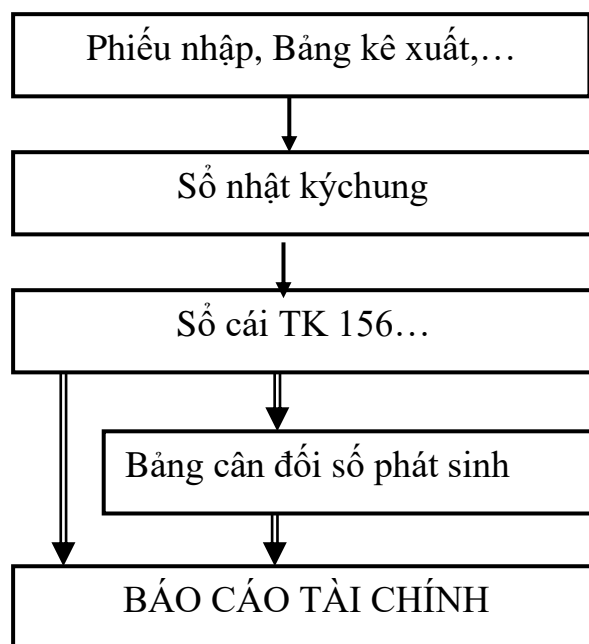 Phiếu nhập, Bảng kê xuất,…
Sổ nhật kýchung
Sổ cái TK 156…
Bảng cân đối số phát sinh
BÁO CÁO TÀI CHÍNH